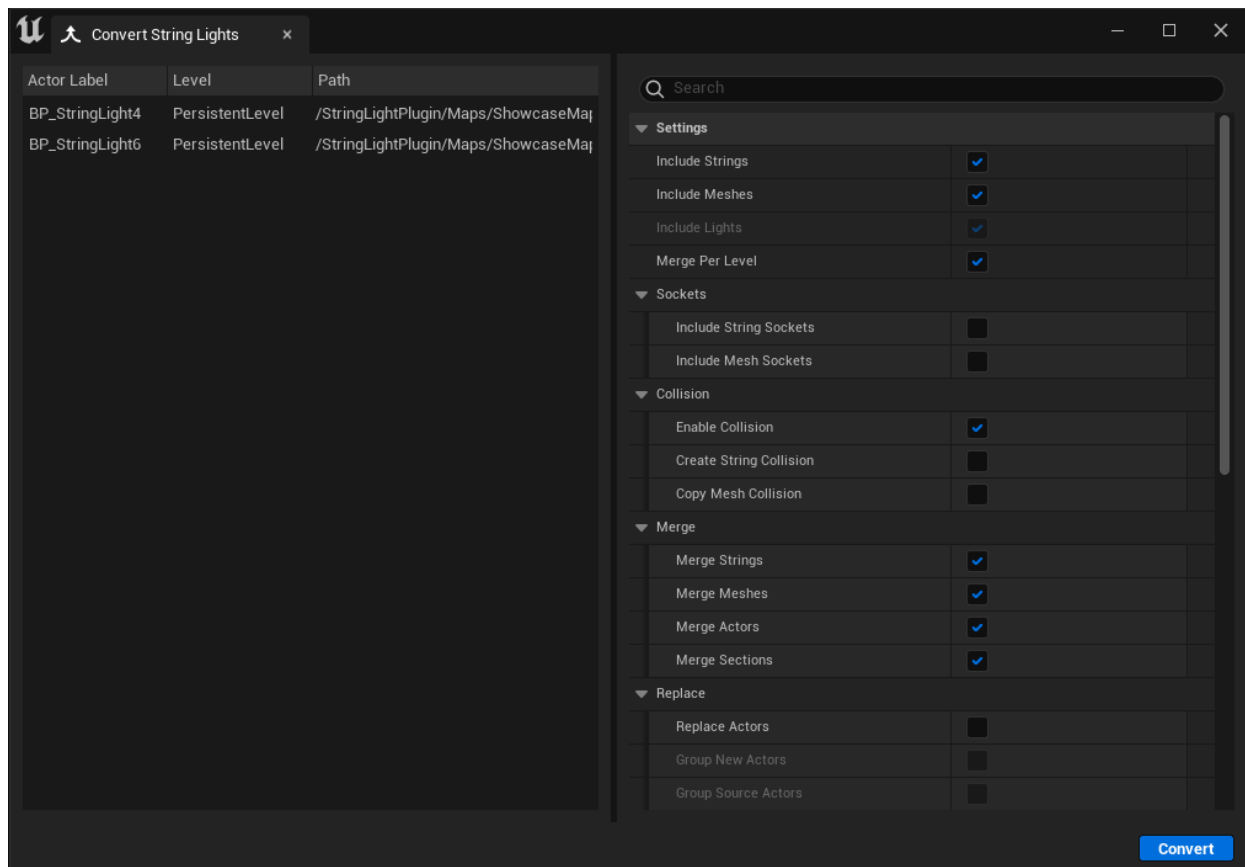 Convert String Lights
Actor Label Level Path
BP_StringLight4 PersistentLevel /StringLightPlugin/Maps/ShowcaseMap
BP_StringLight6 PersistentLevel /StringLightPlugin/Maps/ShowcaseMap
Search
Settings
Include Strings
Include Meshes
Include Lights
Merge Per Level
Sockets
Include String Sockets
Include Mesh Sockets
Collision
Enable Collision
Create String Collision
Copy Mesh Collision
Merge
Merge Strings
Merge Meshes
Merge Actors
Merge Sections
Replace
Replace Actors
Group New Actors
Group Source Actors
Convert